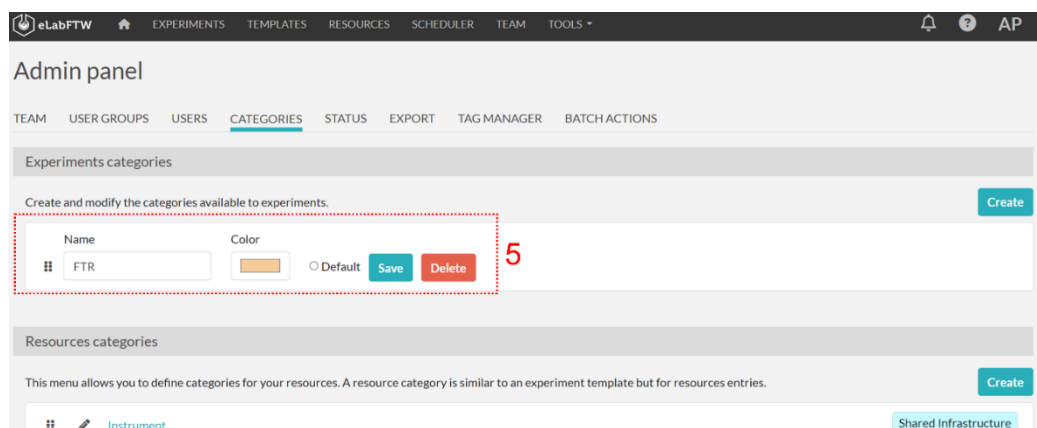 eLabFTW EXPERIMENTS TEMPLATES RESOURCES SCHEDULER TEAM TOOLS ? AP
Admin panel
TEAM USER GROUPS USERS CATEGORIES STATUS EXPORT TAG MANAGER BATCH ACTIONS
Experiments categories
Create and modify the categories available to experiments. Create
Name Color
FTR Default Save Delete 5
Resources categories
This menu allows you to define categories for your resources. A resource category is similar to an experiment template but for resources entries. Create
Instrument Shared Infrastructure